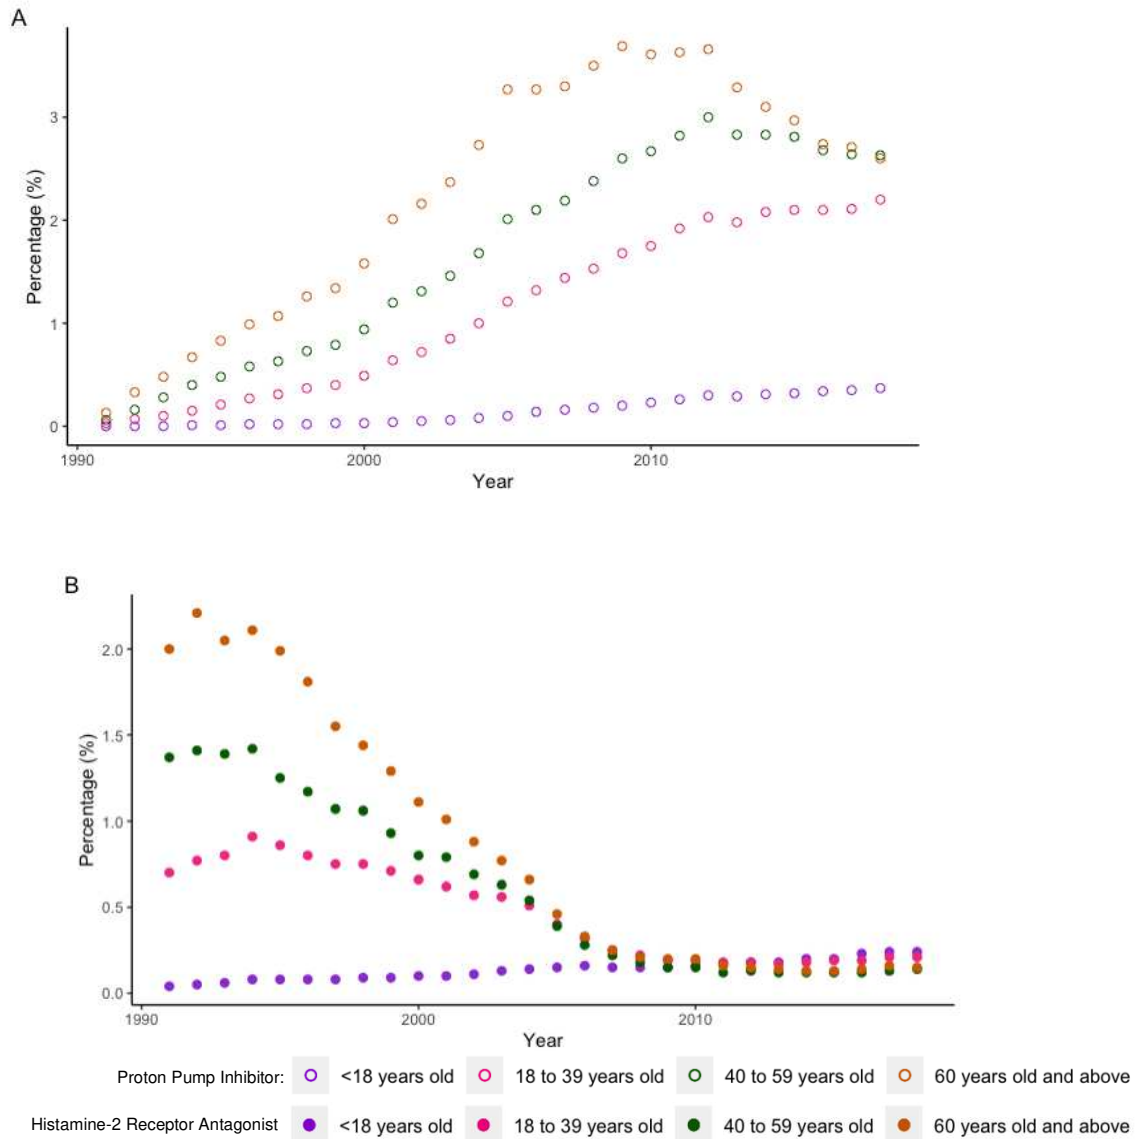 A
Percentage (%)
3
2
1
0
1990 2000 2010
Year
B
Percentage (%)
2.0
1.5
1.0
0.5
0.0
1990 2000 2010
Year
Proton Pump Inhibitor: <18 years old 18 to 39 years old 40 to 59 years old 60 years old and above
Histamine-2 Receptor Antagonist <18 years old 18 to 39 years old 40 to 59 years old 60 years old and above